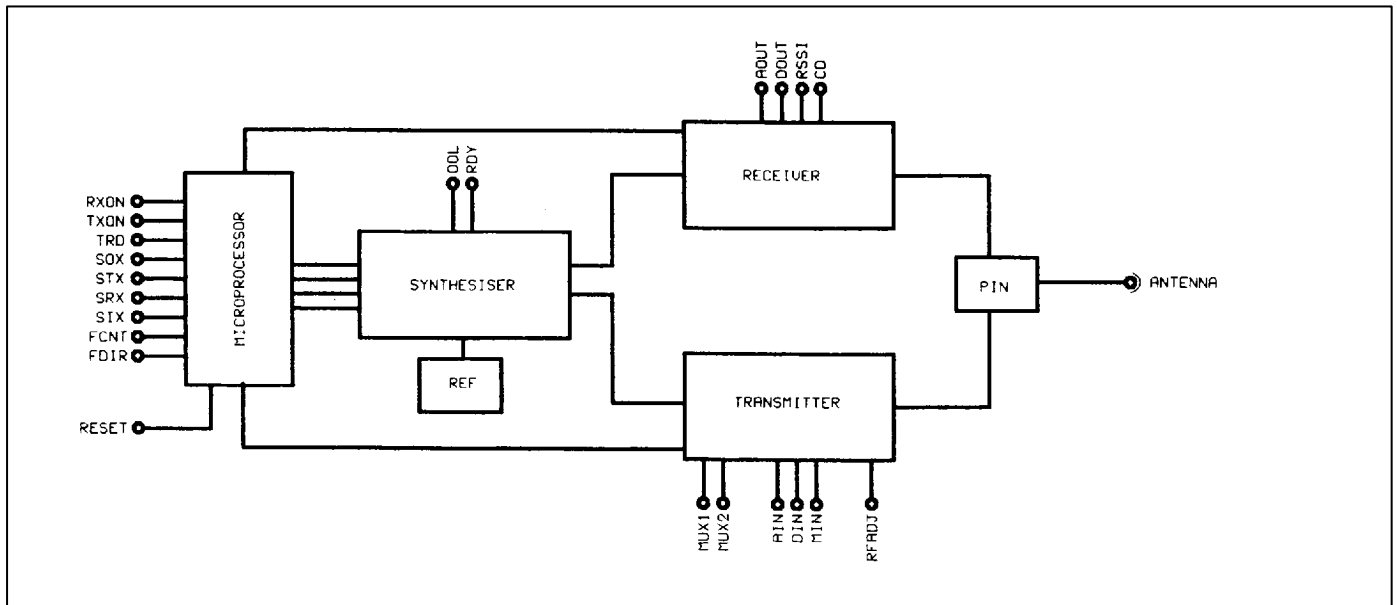 AOUT
DOUT
RSSI
CD
RECEIVER
OOL
RDY
RXON
TXON
TRD
SOX
STX
SRX
SIX
FCNT
FDIR
RESET
MICROPROCESSOR
SYNTHESISER
REF
PIN
ANTENNA
TRANSMITTER
MUX1
MUX2
AIN
DIN
MIN
RFADJ